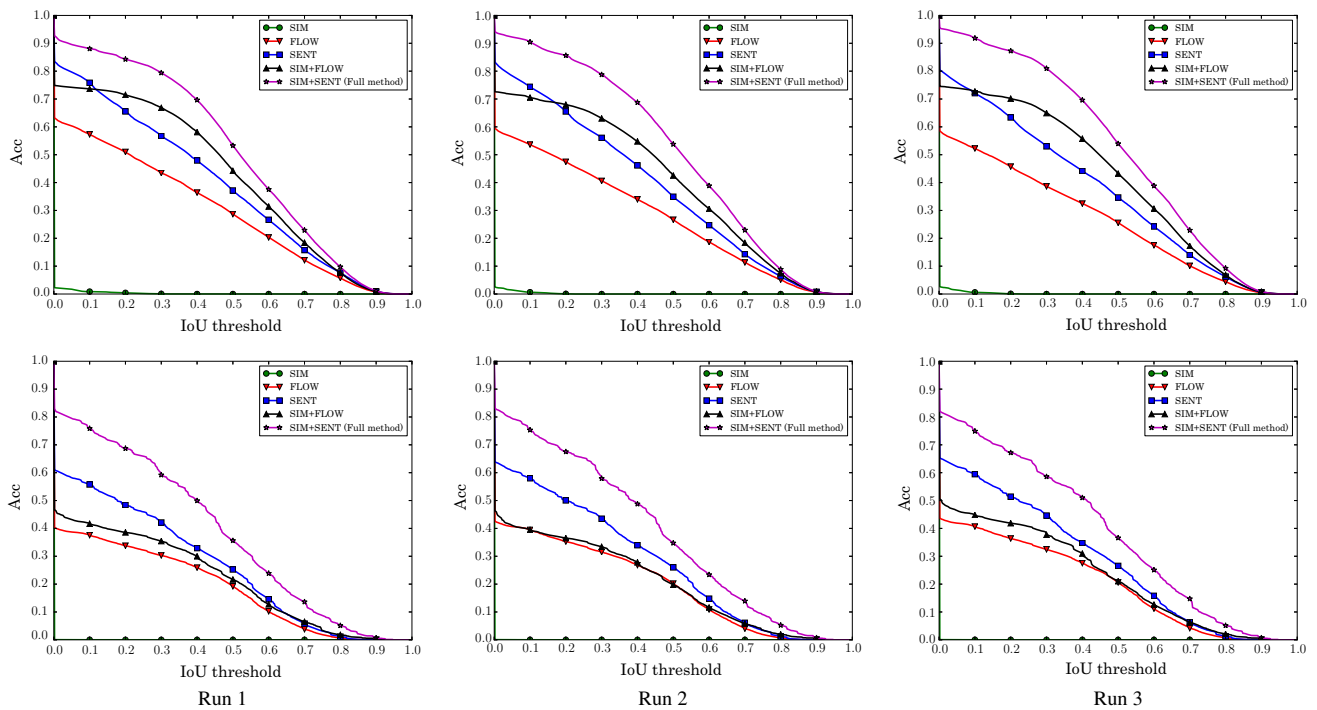 1.0
0.9
0.8
0.7
0.6
0.5
0.4
0.3
0.2
0.1
0.0
Acc
SIM
FLOW
SENT
SIM+FLOW
SIM+SENT (Full method)
0.0 0.1 0.2 0.3 0.4 0.5 0.6 0.7 0.8 0.9 1.0
IoU threshold
1.0
0.9
0.8
0.7
0.6
0.5
0.4
0.3
0.2
0.1
0.0
Acc
SIM
FLOW
SENT
SIM+FLOW
SIM+SENT (Full method)
0.0 0.1 0.2 0.3 0.4 0.5 0.6 0.7 0.8 0.9 1.0
IoU threshold
1.0
0.9
0.8
0.7
0.6
0.5
0.4
0.3
0.2
0.1
0.0
Acc
SIM
FLOW
SENT
SIM+FLOW
SIM+SENT (Full method)
0.0 0.1 0.2 0.3 0.4 0.5 0.6 0.7 0.8 0.9 1.0
IoU threshold
1.0
0.9
0.8
0.7
0.6
0.5
0.4
0.3
0.2
0.1
0.0
Acc
SIM
FLOW
SENT
SIM+FLOW
SIM+SENT (Full method)
0.0 0.1 0.2 0.3 0.4 0.5 0.6 0.7 0.8 0.9 1.0
IoU threshold
Run 1
1.0
0.9
0.8
0.7
0.6
0.5
0.4
0.3
0.2
0.1
0.0
Acc
SIM
FLOW
SENT
SIM+FLOW
SIM+SENT (Full method)
0.0 0.1 0.2 0.3 0.4 0.5 0.6 0.7 0.8 0.9 1.0
IoU threshold
Run 2
1.0
0.9
0.8
0.7
0.6
0.5
0.4
0.3
0.2
0.1
0.0
Acc
SIM
FLOW
SENT
SIM+FLOW
SIM+SENT (Full method)
0.0 0.1 0.2 0.3 0.4 0.5 0.6 0.7 0.8 0.9 1.0
IoU threshold
Run 3